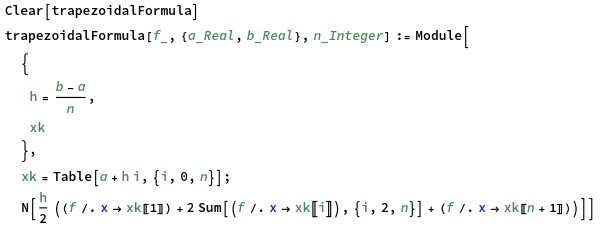 Clear[trapezoidalFormula]
trapezoidalFormula[f_, {a_Real, b_Real}, n_Integer] := Module[
{
h = (b - a)/n,
xk
},
xk = Table[a + h i, {i, 0, n}];
N[h/2 ((f /. x → xk〚1〛) + 2 Sum[(f /. x → xk〚i〛), {i, 2, n}] + (f /. x → xk〚n + 1〛))]]